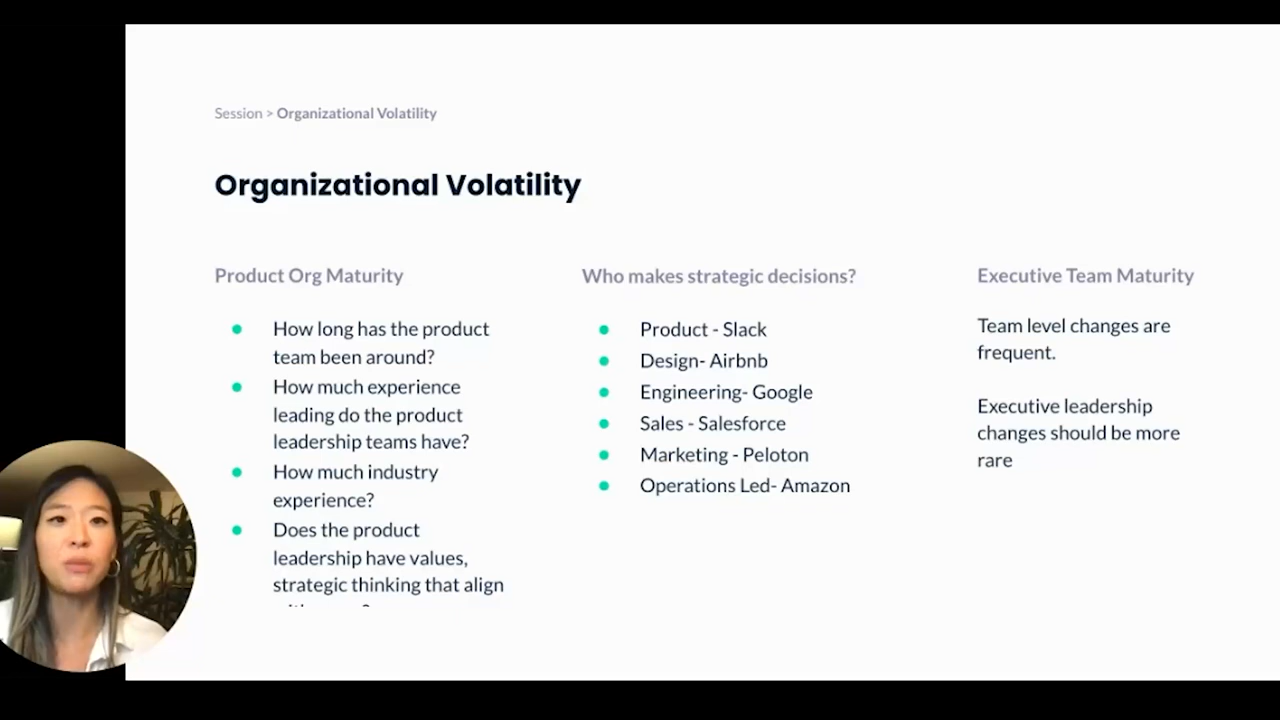 Session > Organizational Volatility
Organizational Volatility
Product Org Maturity
How long has the product
team been around?
How much experience
leading do the product
leadership teams have?
How much industry
experience?
Does the product
leadership have values,
strategic thinking that align
Who makes strategic decisions?
Product - Slack
Design- Airbnb
Engineering- Google
Sales - Salesforce
Marketing - Peloton
Operations Led- Amazon
Executive Team Maturity
Team level changes are
frequent.
Executive leadership
changes should be more
rare